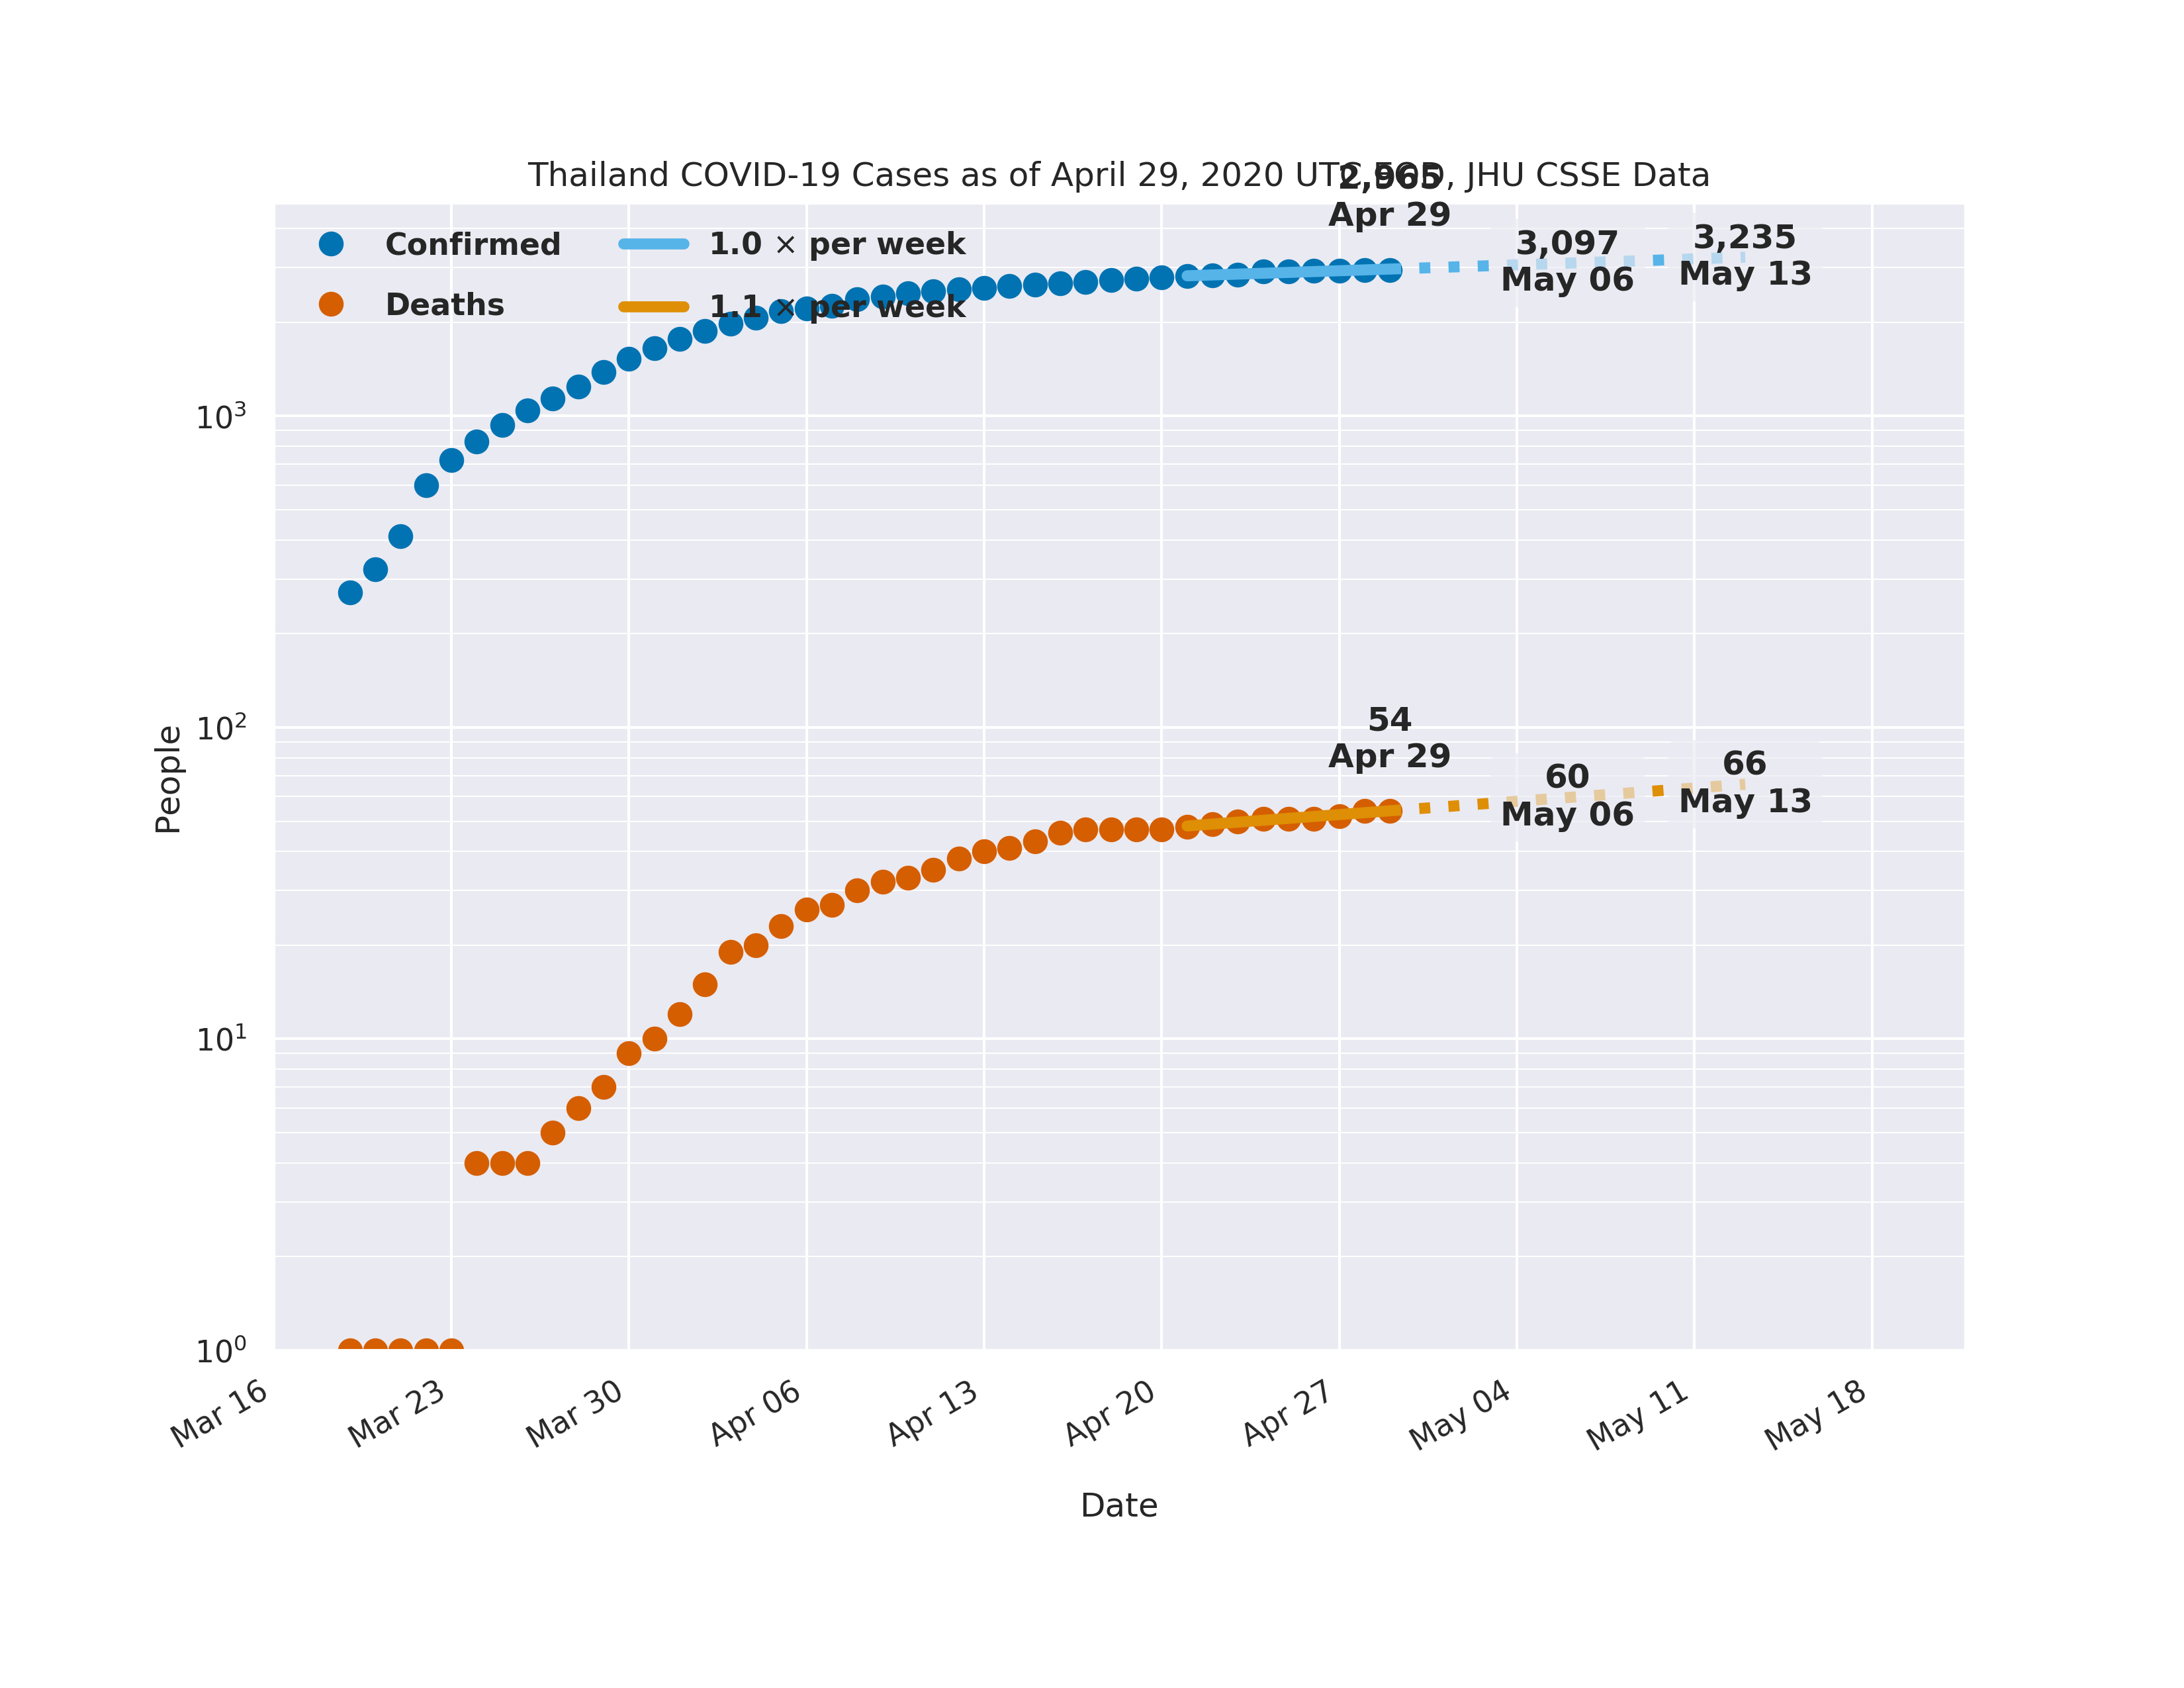 Thailand COVID-19 Cases as of April 29, 2020 UTC EOD, JHU CSSE Data
2,965
Apr 29
Confirmed
Deaths
1.0 × per week
1.1 × per week
3,097
May 06
3,235
May 13
54
Apr 29
60
May 06
66
May 13
People
10³
10²
10¹
10⁰
Mar 16
Mar 23
Mar 30
Apr 06
Apr 13
Apr 20
Apr 27
May 04
May 11
May 18
Date